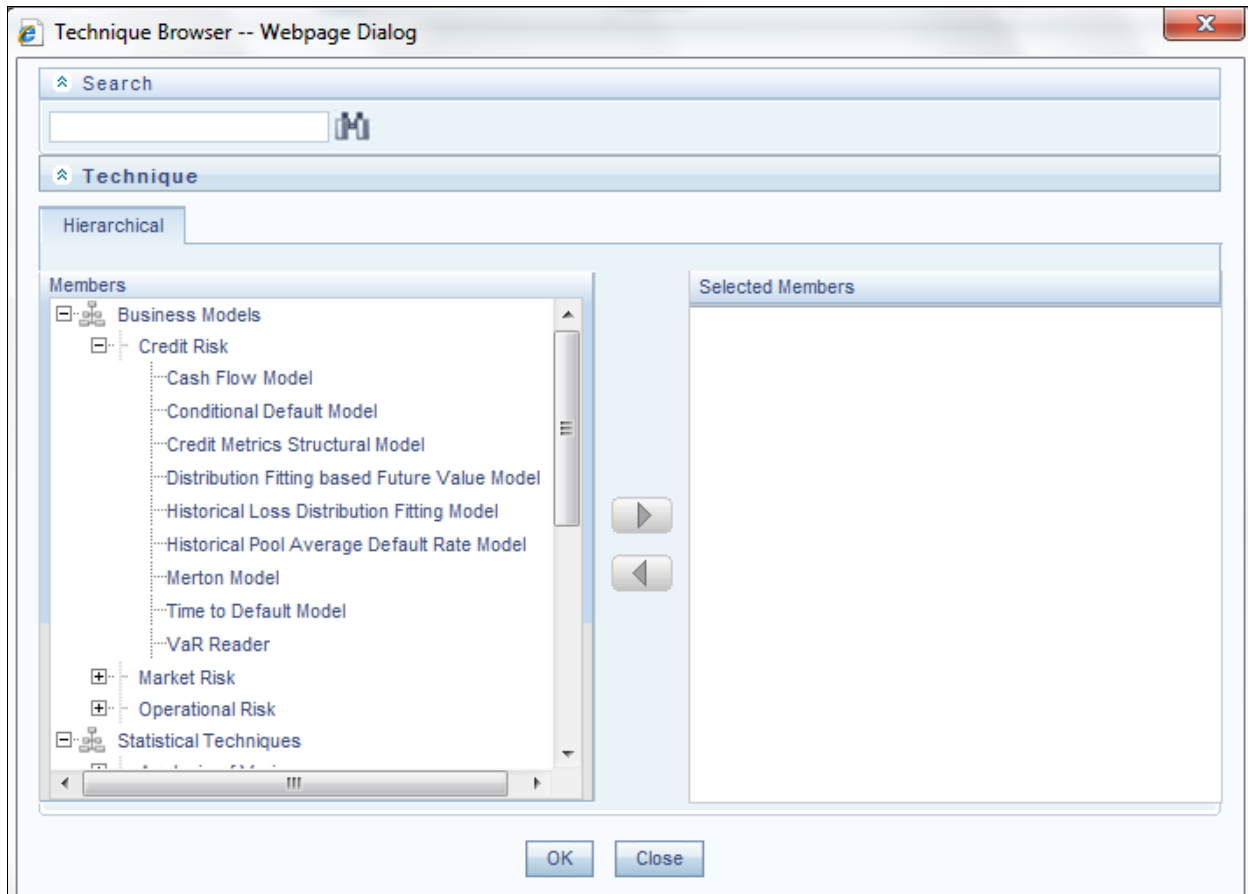 Technique Browser -- Webpage Dialog
Search
Technique
Hierarchical
Members
Selected Members
Business Models
Credit Risk
Cash Flow Model
Conditional Default Model
Credit Metrics Structural Model
Distribution Fitting based Future Value Model
Historical Loss Distribution Fitting Model
Historical Pool Average Default Rate Model
Merton Model
Time to Default Model
VaR Reader
Market Risk
Operational Risk
Statistical Techniques
OK Close